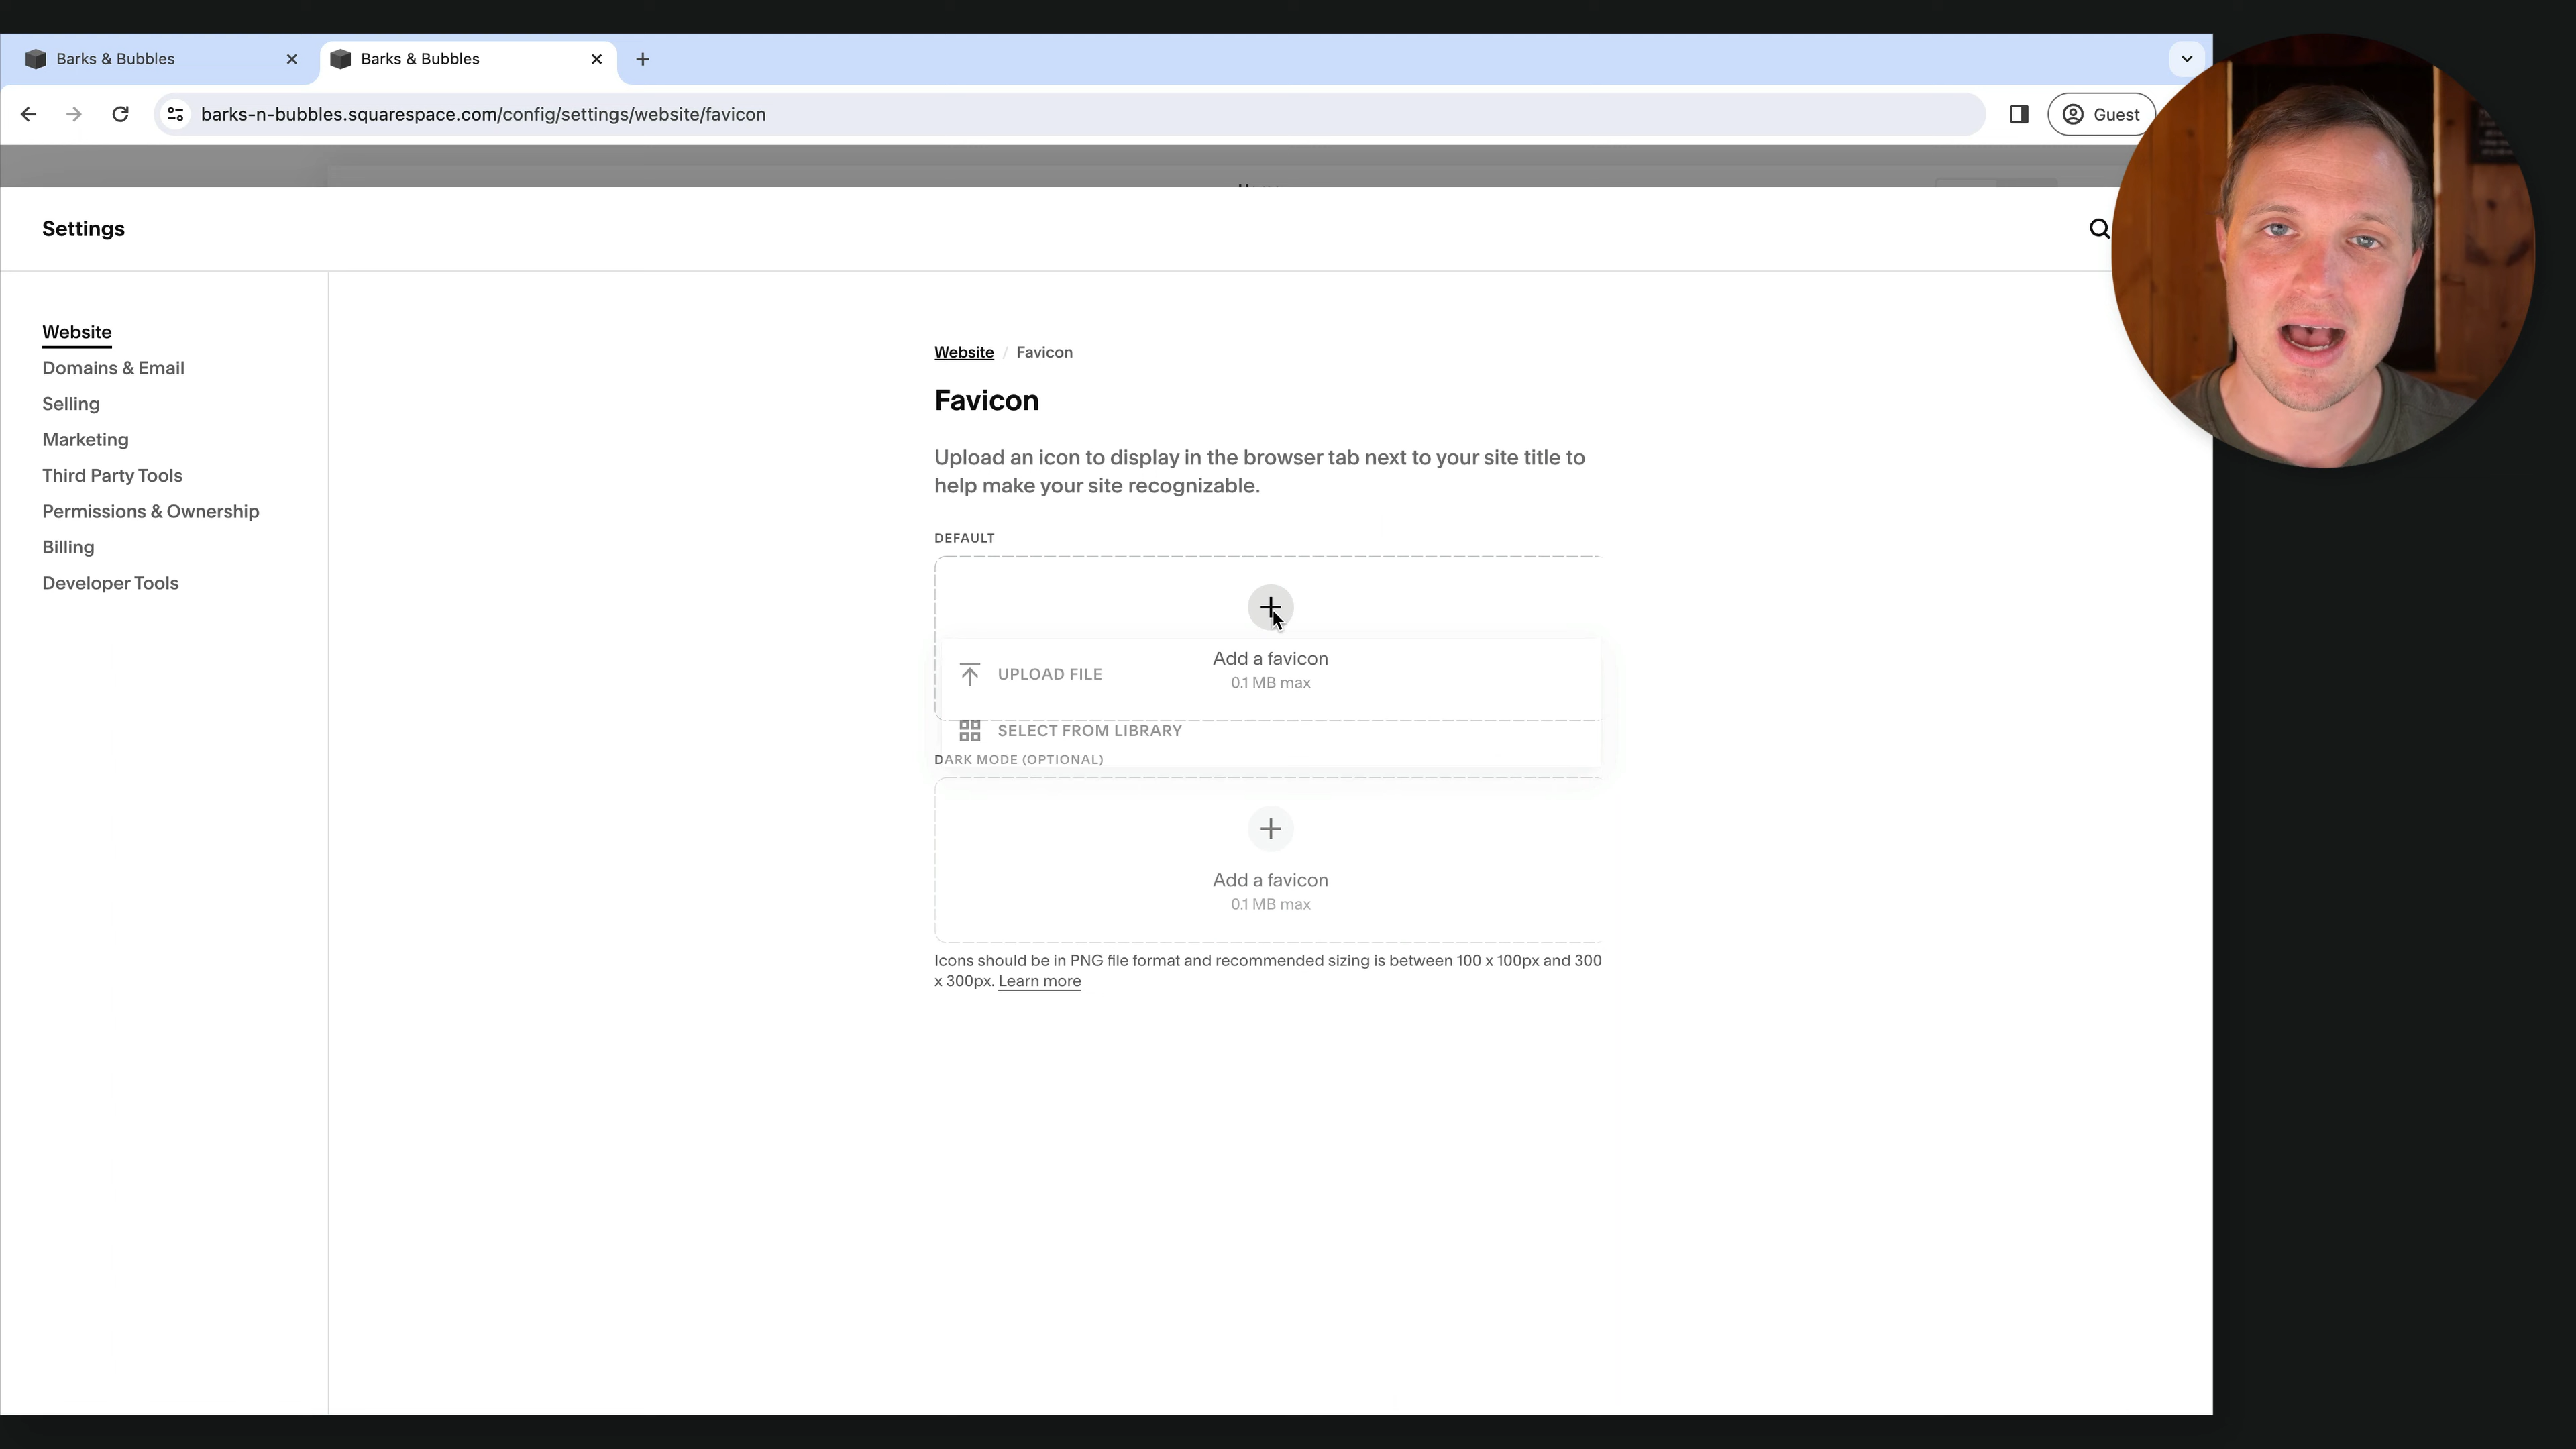 Barks & Bubbles
Barks & Bubbles
barks-n-bubbles.squarespace.com/config/settings/website/favicon
Guest
Settings
Website
Domains & Email
Selling
Marketing
Third Party Tools
Permissions & Ownership
Billing
Developer Tools
Website / Favicon
Favicon
Upload an icon to display in the browser tab next to your site title to
help make your site recognizable.
DEFAULT
Add a favicon
UPLOAD FILE
0.1 MB max
SELECT FROM LIBRARY
DARK MODE (OPTIONAL)
Add a favicon
0.1 MB max
Icons should be in PNG file format and recommended sizing is between 100 x 100px and 300
x 300px. Learn more